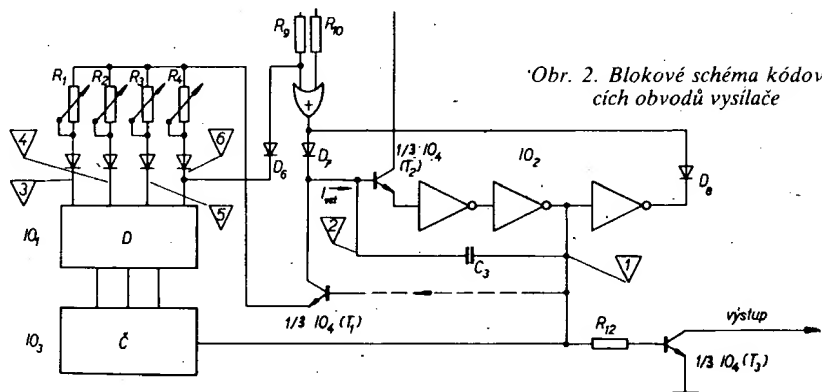 R₉
R₁₀
Obr. 2. Blokové schéma kódov
cích obvodů vysílače
R₁
R₂
R₃
R₄
4
6
3
5
D₆
D₇
1/3 IO₄
(T₂)
IO₂
D₈
I_vst
2
C₃
1
IO₁
D
1/3 IO₄ (T₁)
IO₃
Č
R₁₂
výstup
1/3 IO₄ (T₃)